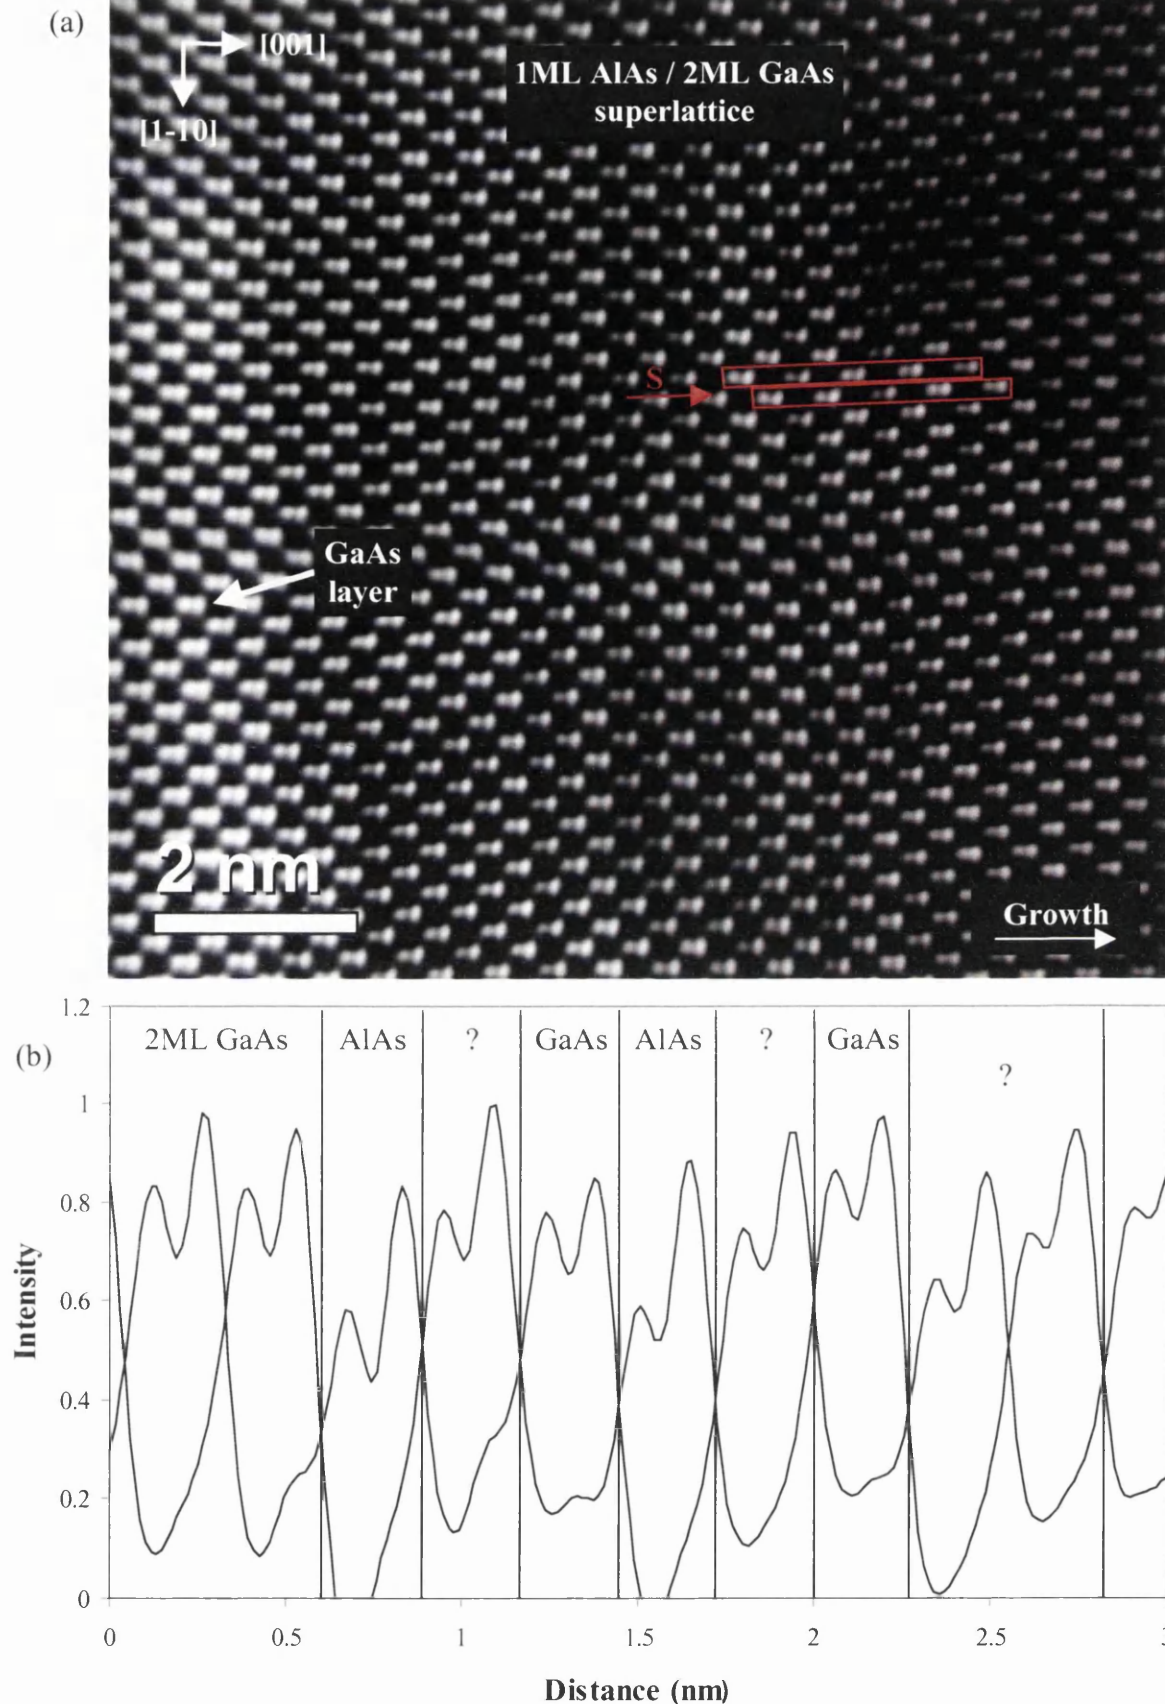 (a)
[001]
[1-10]
1ML AlAs / 2ML GaAs
superlattice
S
GaAs
layer
2 nm
Growth
(b)
1.2
1
0.8
0.6
0.4
0.2
0
Intensity
2ML GaAs
AlAs
?
GaAs
AlAs
?
GaAs
?
0
0.5
1
1.5
2
2.5
Distance (nm)